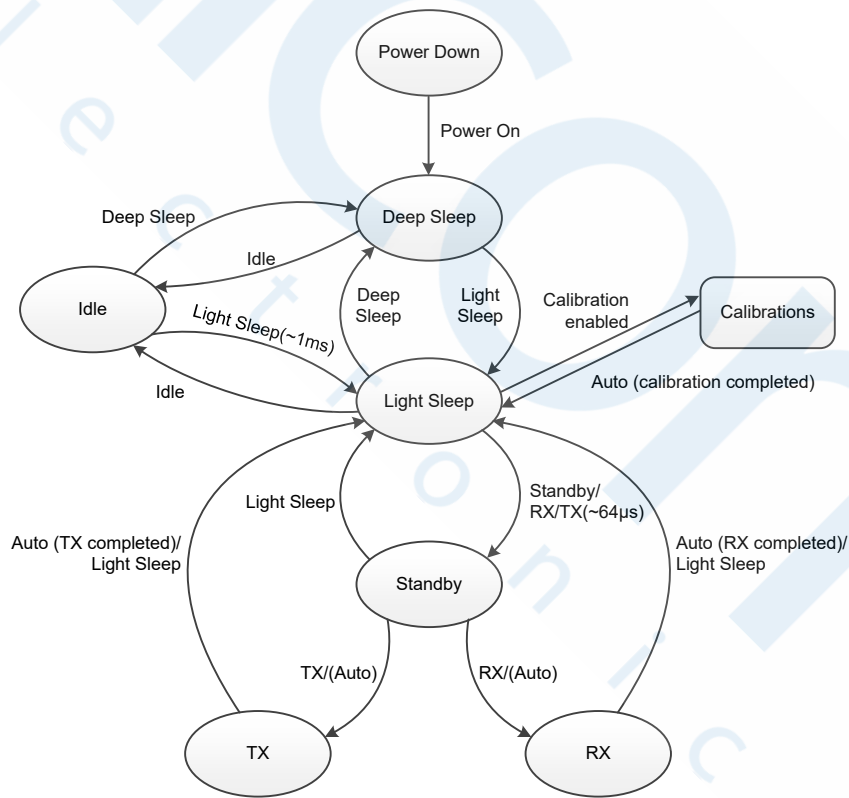 Power Down
Power On
Deep Sleep
Deep Sleep
Idle
Idle
Deep
Sleep
Light
Sleep
Calibration
enabled
Calibrations
Light Sleep(~1ms)
Auto (calibration completed)
Idle
Light Sleep
Light Sleep
Standby/
RX/TX(~64µs)
Auto (TX completed)/
Light Sleep
Auto (RX completed)/
Light Sleep
Standby
TX/(Auto)
RX/(Auto)
TX
RX